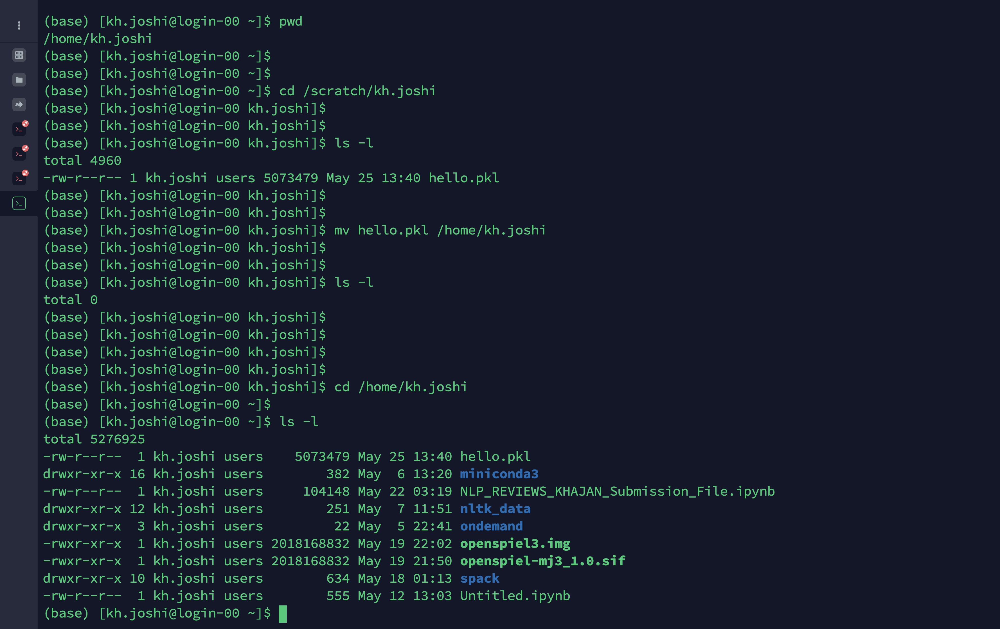 (base) [kh.joshi@login-00 ~]$ pwd
/home/kh.joshi
(base) [kh.joshi@login-00 ~]$
(base) [kh.joshi@login-00 ~]$
(base) [kh.joshi@login-00 ~]$ cd /scratch/kh.joshi
(base) [kh.joshi@login-00 kh.joshi]$
(base) [kh.joshi@login-00 kh.joshi]$
(base) [kh.joshi@login-00 kh.joshi]$ ls -l
total 4960
-rw-r--r-- 1 kh.joshi users 5073479 May 25 13:40 hello.pkl
(base) [kh.joshi@login-00 kh.joshi]$
(base) [kh.joshi@login-00 kh.joshi]$
(base) [kh.joshi@login-00 kh.joshi]$ mv hello.pkl /home/kh.joshi
(base) [kh.joshi@login-00 kh.joshi]$
(base) [kh.joshi@login-00 kh.joshi]$
(base) [kh.joshi@login-00 kh.joshi]$ ls -l
total 0
(base) [kh.joshi@login-00 kh.joshi]$
(base) [kh.joshi@login-00 kh.joshi]$
(base) [kh.joshi@login-00 kh.joshi]$
(base) [kh.joshi@login-00 kh.joshi]$
(base) [kh.joshi@login-00 kh.joshi]$ cd /home/kh.joshi
(base) [kh.joshi@login-00 ~]$
(base) [kh.joshi@login-00 ~]$ ls -l
total 5276925
-rw-r--r--  1 kh.joshi users    5073479 May 25 13:40 hello.pkl
drwxr-xr-x 16 kh.joshi users        382 May  6 13:20 miniconda3
-rw-r--r--  1 kh.joshi users     104148 May 22 03:19 NLP_REVIEWS_KHAJAN_Submission_File.ipynb
drwxr-xr-x 12 kh.joshi users        251 May  7 11:51 nltk_data
drwxr-xr-x  3 kh.joshi users         22 May  5 22:41 ondemand
-rwxr-xr-x  1 kh.joshi users 2018168832 May 19 22:02 openspiel3.img
-rwxr-xr-x  1 kh.joshi users 2018168832 May 19 21:50 openspiel-mj3_1.0.sif
drwxr-xr-x 10 kh.joshi users        634 May 18 01:13 spack
-rw-r--r--  1 kh.joshi users        555 May 12 13:03 Untitled.ipynb
(base) [kh.joshi@login-00 ~]$